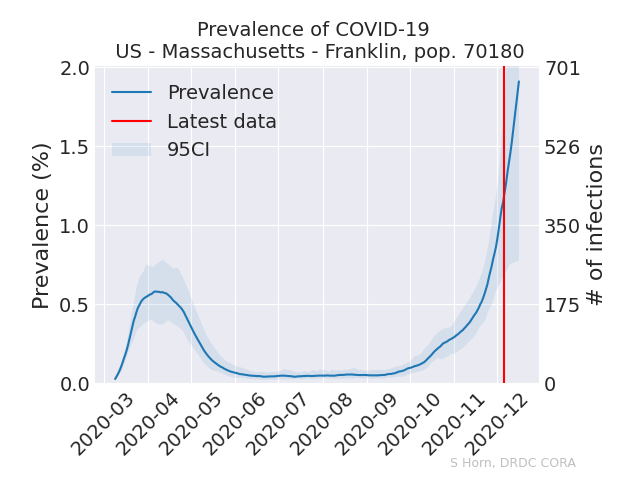 Prevalence of COVID-19
US - Massachusetts - Franklin, pop. 70180
2.0
1.5
1.0
0.5
0.0
Prevalence (%)
Prevalence
Latest data
95CI
701
526
350
175
0
# of infections
2020-03
2020-04
2020-05
2020-06
2020-07
2020-08
2020-09
2020-10
2020-11
2020-12
S Horn, DRDC CORA